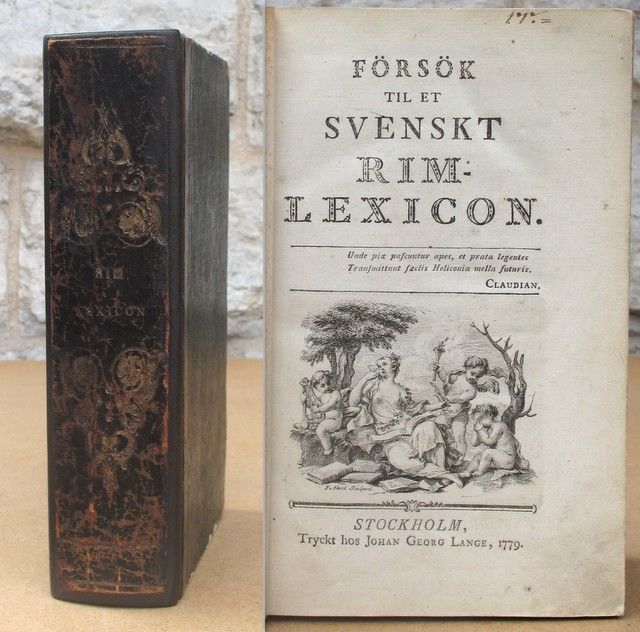 RIM
LEXICON
FÖRSÖK
TIL ET
SVENSKT
RIM-
LEXICON.
Unde piæ pascuntur apes, et prata legentes
Transmittunt sæclis Heliconia mella futuris.
CLAUDIAN.
STOCKHOLM,
Tryckt hos JOHAN GEORG LANGE, 1779.